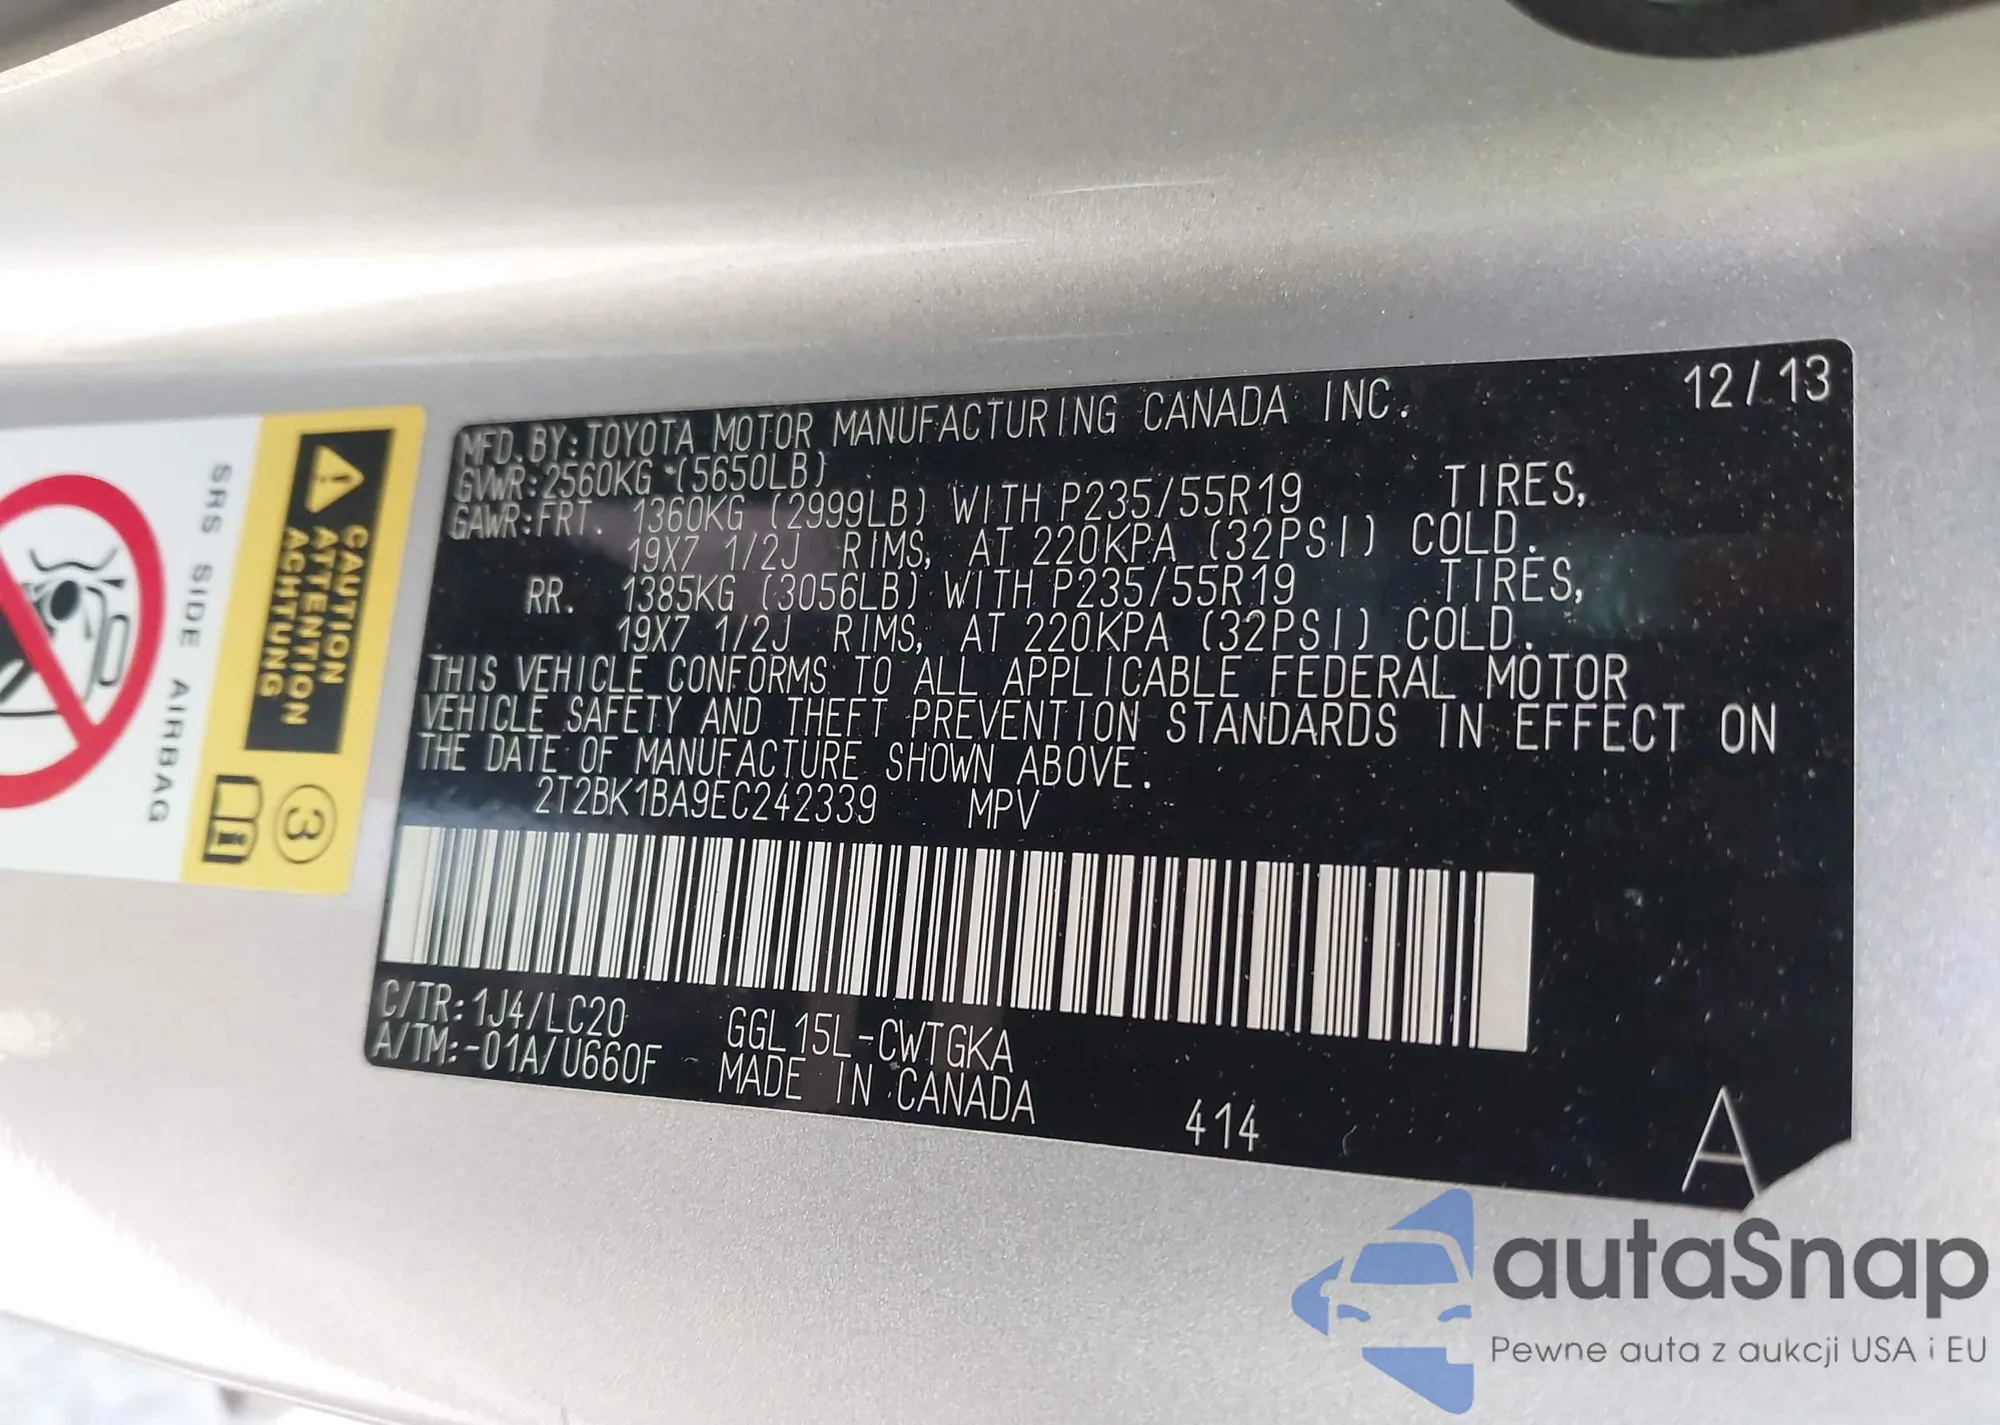 MFD. BY: TOYOTA MOTOR MANUFACTURING CANADA INC. 12/13
GVWR: 2560KG (5650LB)
GAWR: FRT. 1360KG (2999LB) WITH P235/55R19 TIRES,
19X7 1/2J RIMS, AT 220KPA (32PSI) COLD.
RR. 1385KG (3056LB) WITH P235/55R19 TIRES,
19X7 1/2J RIMS, AT 220KPA (32PSI) COLD.
THIS VEHICLE CONFORMS TO ALL APPLICABLE FEDERAL MOTOR
VEHICLE SAFETY AND THEFT PREVENTION STANDARDS IN EFFECT ON
THE DATE OF MANUFACTURE SHOWN ABOVE.
2T2BK1BA9EC242339 MPV
C/TR: 1J4/LC20 GGL15L-CWTGKA
A/TM: -01A/U660F MADE IN CANADA 414
A
CAUTION
ATTENTION
ACHTUNG
SRS SIDE AIRBAG
3
autaSnap
Pewne auta z aukcji USA i EU